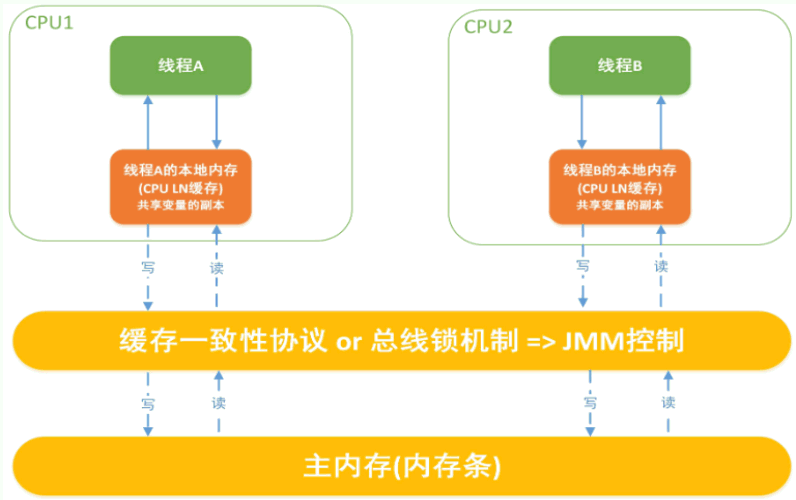 CPU1
CPU2
线程A
线程B
线程A的本地内存
(CPU LN缓存)
共享变量的副本
线程B的本地内存
(CPU LN缓存)
共享变量的副本
写
读
写
读
缓存一致性协议 or 总线锁机制 => JMM控制
写
读
写
读
主内存(内存条)